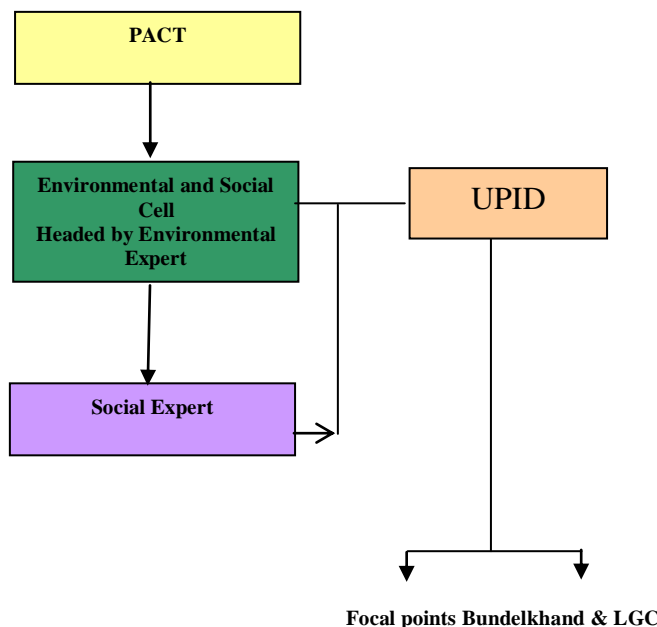 PACT
Environmental and Social
Cell
Headed by Environmental
Expert
UPID
Social Expert
Focal points Bundelkhand & LGC